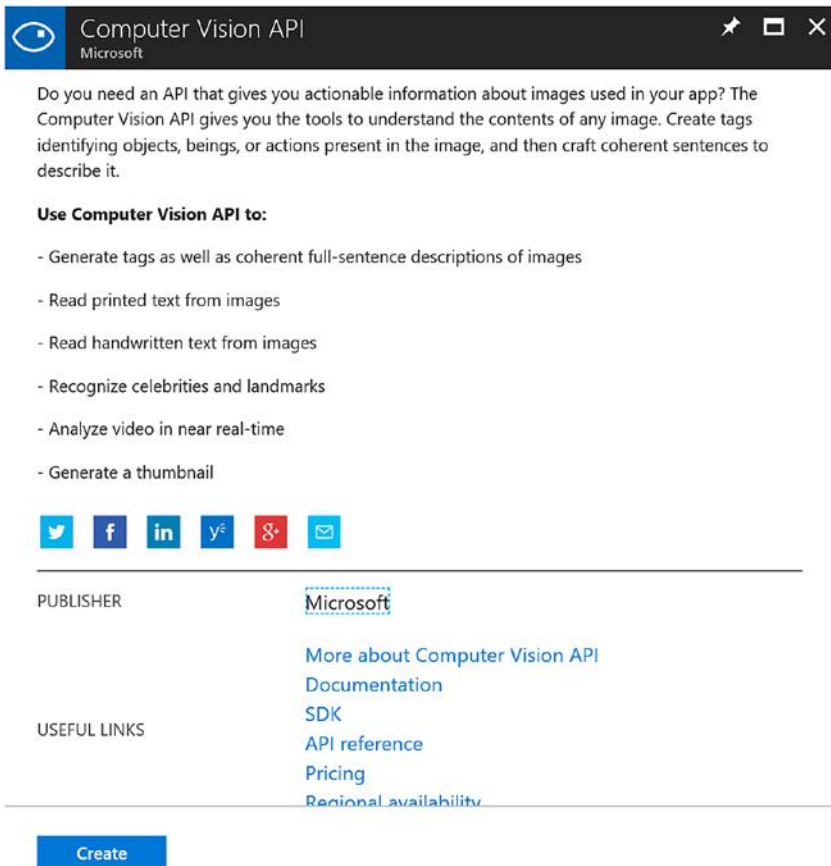 Computer Vision API
Microsoft
Do you need an API that gives you actionable information about images used in your app? The
Computer Vision API gives you the tools to understand the contents of any image. Create tags
identifying objects, beings, or actions present in the image, and then craft coherent sentences to
describe it.
Use Computer Vision API to:
- Generate tags as well as coherent full-sentence descriptions of images
- Read printed text from images
- Read handwritten text from images
- Recognize celebrities and landmarks
- Analyze video in near real-time
- Generate a thumbnail
PUBLISHER Microsoft
More about Computer Vision API
Documentation
SDK
USEFUL LINKS
API reference
Pricing
Regional availability
Create